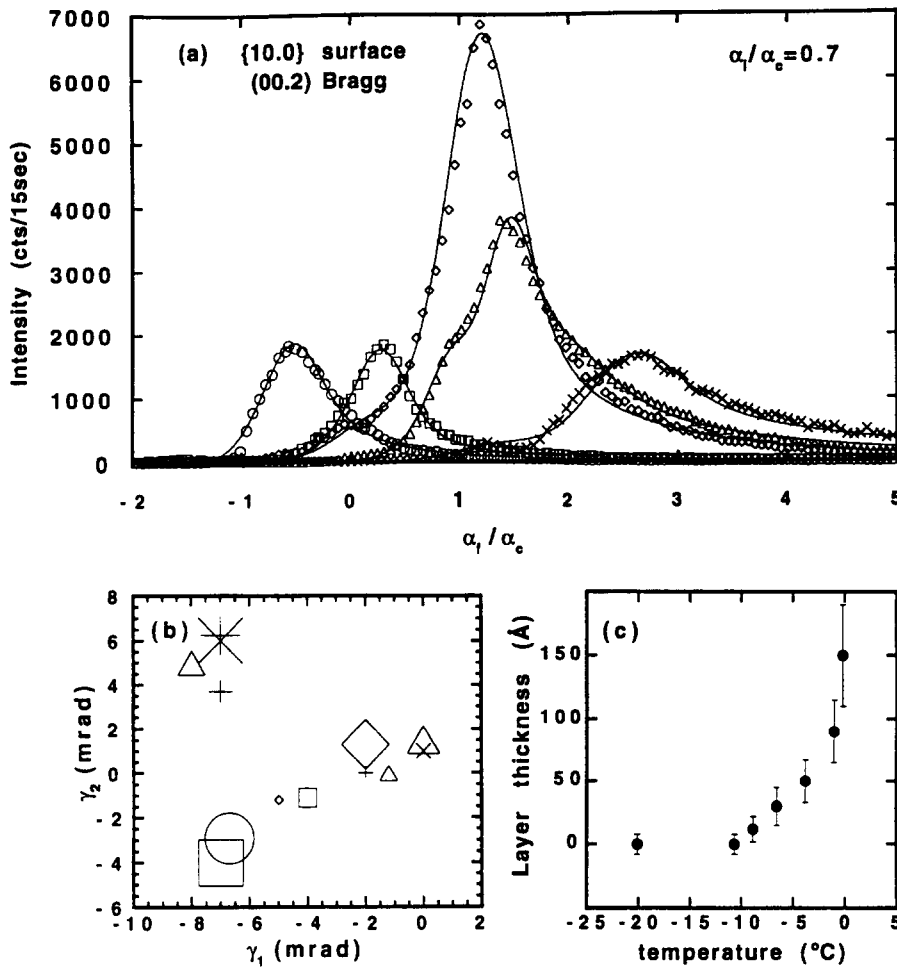 7000
6000
5000
4000
3000
2000
1000
0
Intensity (cts/15sec)
(a) {10.0} surface
(00.2) Bragg
αᵢ/α_c=0.7
-2 -1 0 1 2 3 4 5
α_f / α_c
8
6
4
2
0
-2
-4
-6
γ₂ (mrad)
(b)
-10 -8 -6 -4 -2 0 2
γ₁ (mrad)
150
100
50
0
Layer thickness (Å)
(c)
-25 -20 -15 -10 -5 0 5
temperature (°C)